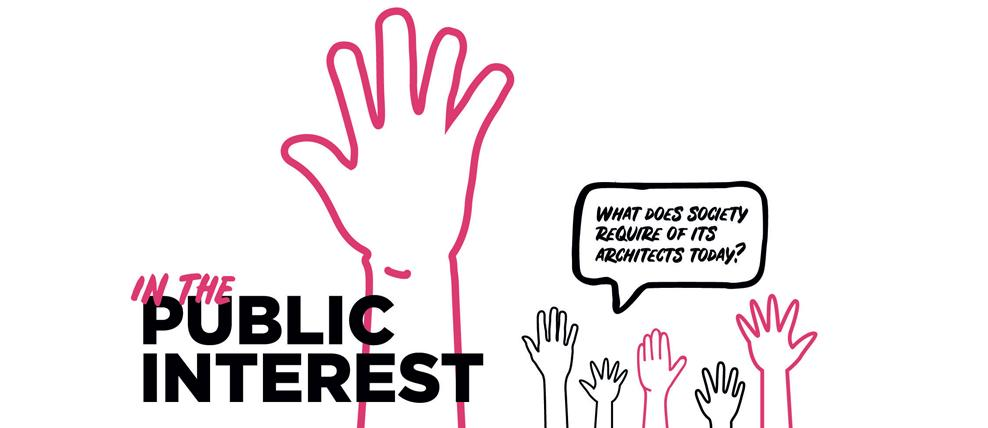 IN THE
PUBLIC
INTEREST
WHAT DOES SOCIETY
REQUIRE OF ITS
ARCHITECTS TODAY?